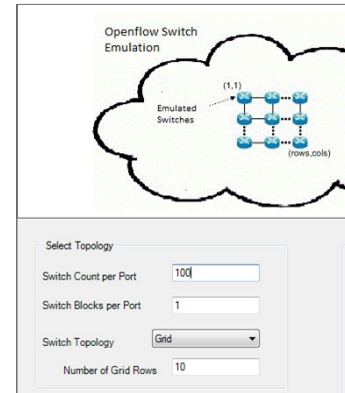 Openflow Switch
Emulation
(1,1)
Emulated
Switches
(rows,cols)
Select Topology
Switch Count per Port 100
Switch Blocks per Port 1
Switch Topology Grid
Number of Grid Rows 10